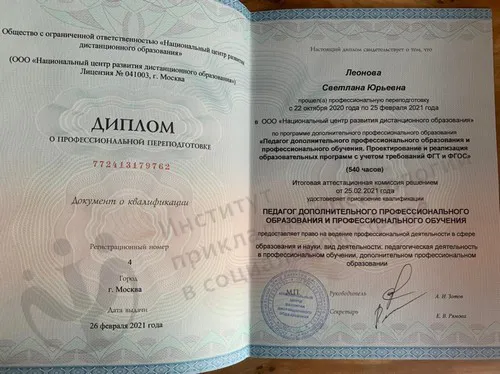 Общество с ограниченной ответственностью «Национальный центр развития
дистанционного образования»
(ООО «Национальный центр развития дистанционного образования»)
Лицензия № 041003, г. Москва
ДИПЛОМ
О ПРОФЕССИОНАЛЬНОЙ ПЕРЕПОДГОТОВКЕ
772413179762
Документ о квалификации
Регистрационный номер
4
Город
г. Москва
Дата выдачи
26 февраля 2021 года
Институт
прикладной
в социальной
Настоящий диплом свидетельствует о том, что
Леонова
Светлана Юрьевна
прошел(а) профессиональную переподготовку
с 22 октября 2020 года по 25 февраля 2021 года
в ООО «Национальный центр развития дистанционного образования»
по программе дополнительного профессионального образования
«Педагог дополнительного профессионального образования и
профессионального обучения. Проектирование и реализация
образовательных программ с учетом требований ФГТ и ФГОС»
(540 часов)
Итоговая аттестационная комиссия решением
от 25.02.2021 года
удостоверяет присвоение квалификации
ПЕДАГОГ ДОПОЛНИТЕЛЬНОГО ПРОФЕССИОНАЛЬНОГО
ОБРАЗОВАНИЯ И ПРОФЕССИОНАЛЬНОГО ОБУЧЕНИЯ
предоставляет право на ведение профессиональной деятельности в сфере
образования и науки, вид деятельности: педагогическая деятельность
в профессиональном обучении, дополнительном профессиональном
образовании
М.П.
Руководитель
А. Н. Зотов
Секретарь